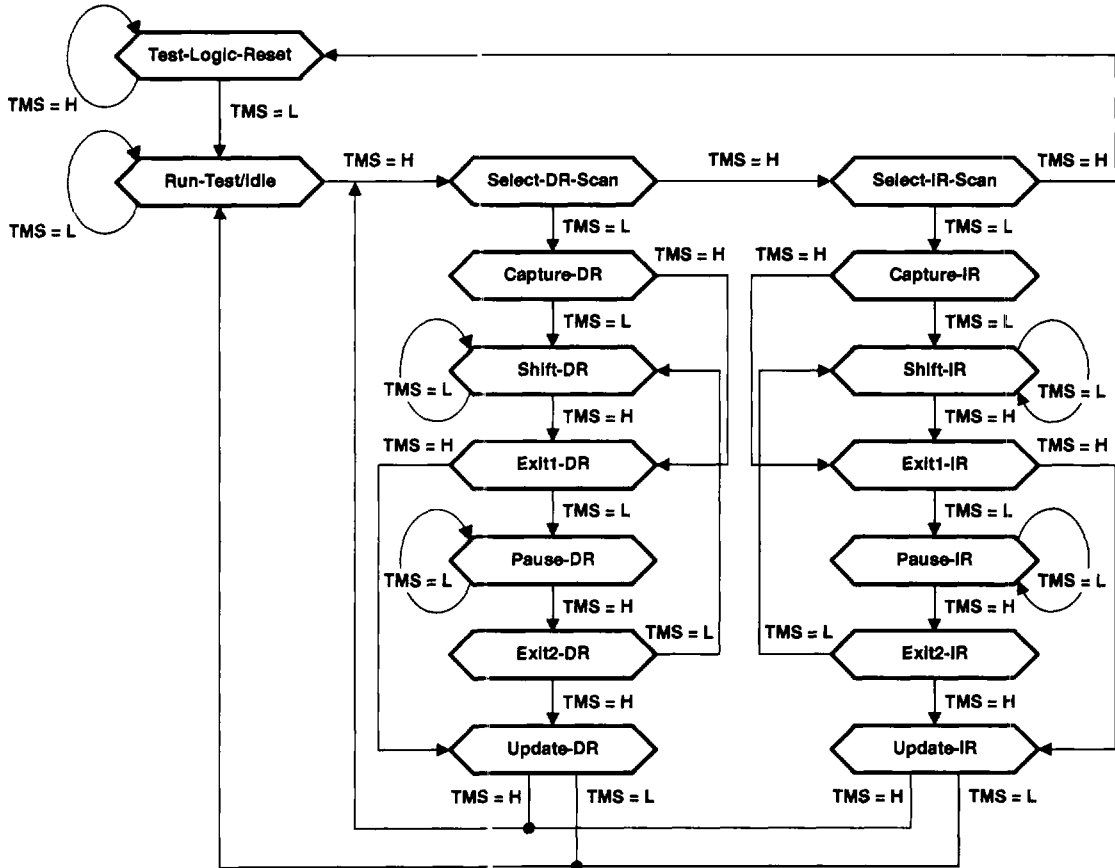 Test-Logic-Reset
TMS = H
TMS = L
TMS = H
TMS = H
TMS = H
Run-Test/Idle
Select-DR-Scan
Select-IR-Scan
TMS = L
TMS = L
TMS = L
TMS = H
TMS = H
Capture-DR
Capture-IR
TMS = L
TMS = L
Shift-DR
Shift-IR
TMS = L
TMS = L
TMS = H
TMS = H
TMS = H
TMS = H
Exit1-DR
Exit1-IR
TMS = L
TMS = L
Pause-DR
Pause-IR
TMS = L
TMS = L
TMS = H
TMS = H
Exit2-DR
TMS = L
TMS = L
Exit2-IR
TMS = H
TMS = H
Update-DR
Update-IR
TMS = H
TMS = L
TMS = H
TMS = L